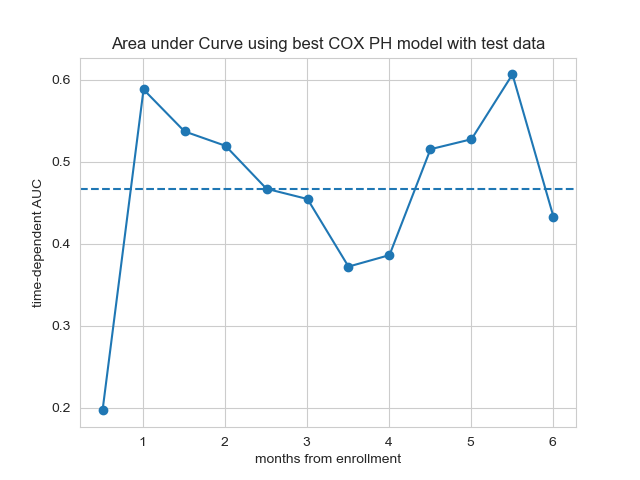 Area under Curve using best COX PH model with test data
time-dependent AUC
0.6
0.5
0.4
0.3
0.2
1 2 3 4 5 6
months from enrollment